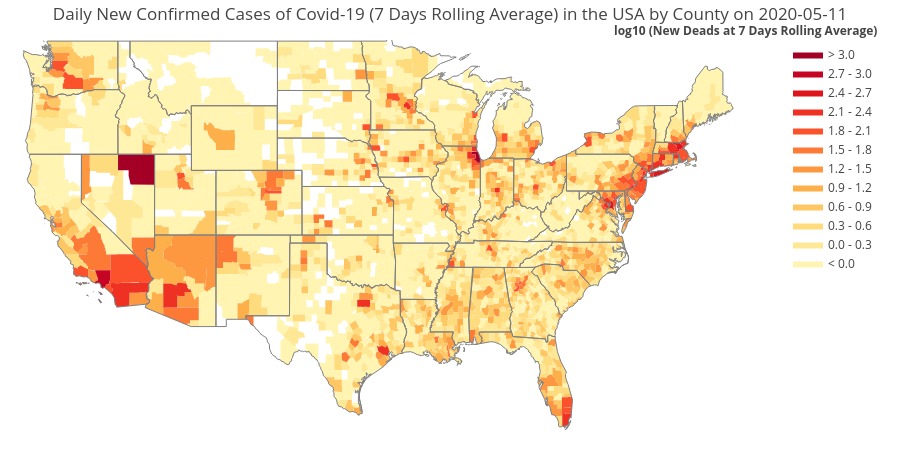 Daily New Confirmed Cases of Covid-19 (7 Days Rolling Average) in the USA by County on 2020-05-11
log10 (New Deads at 7 Days Rolling Average)
> 3.0
2.7 - 3.0
2.4 - 2.7
2.1 - 2.4
1.8 - 2.1
1.5 - 1.8
1.2 - 1.5
0.9 - 1.2
0.6 - 0.9
0.3 - 0.6
0.0 - 0.3
< 0.0